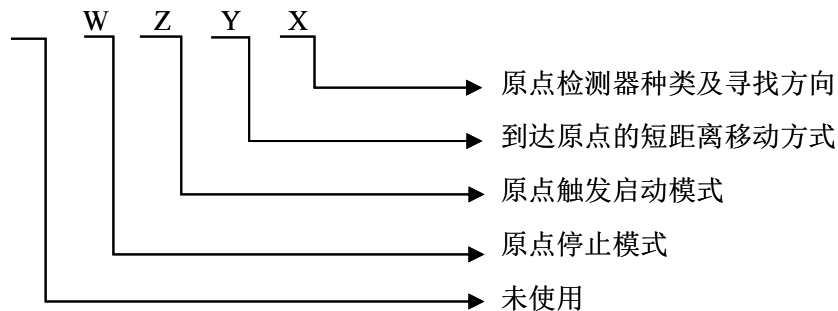 W Z Y X
原点检测器种类及寻找方向
到达原点的短距离移动方式
原点触发启动模式
原点停止模式
未使用